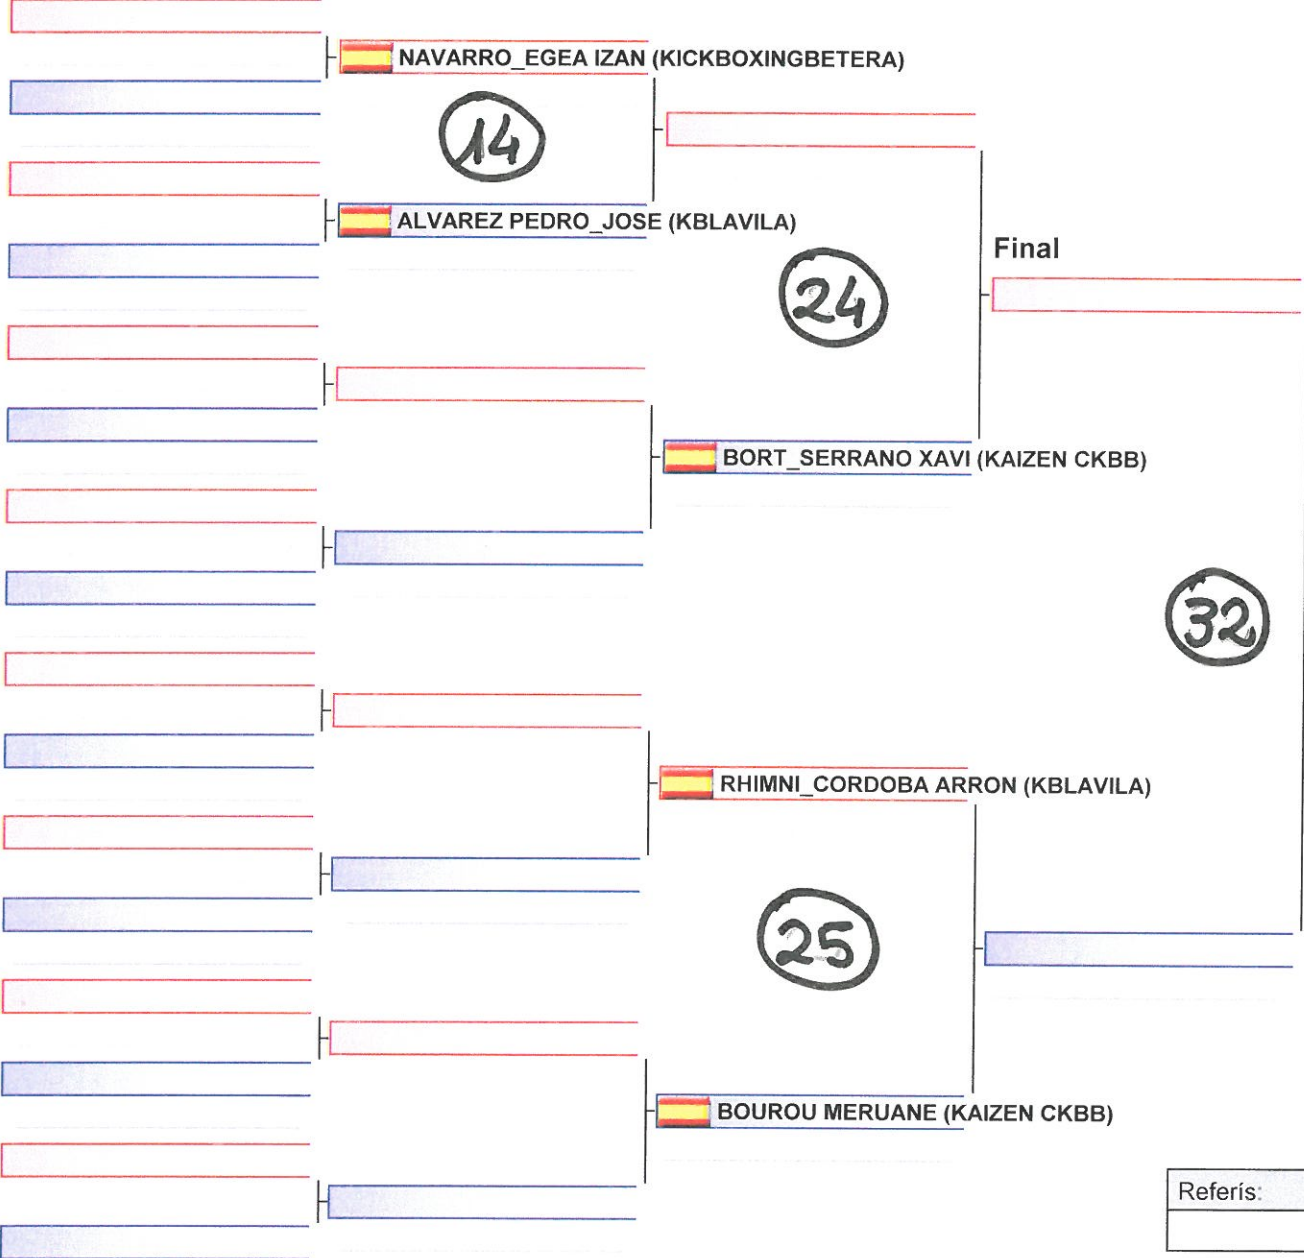 NAVARRO_EGEA IZAN (KICKBOXINGBETERA)
14
ALVAREZ PEDRO_JOSE (KBLAVILA)
24
Final
BORT_SERRANO XAVI (KAIZEN CKBB)
32
RHIMNI_CORDOBA ARRON (KBLAVILA)
25
BOUROU MERUANE (KAIZEN CKBB)
Referís: